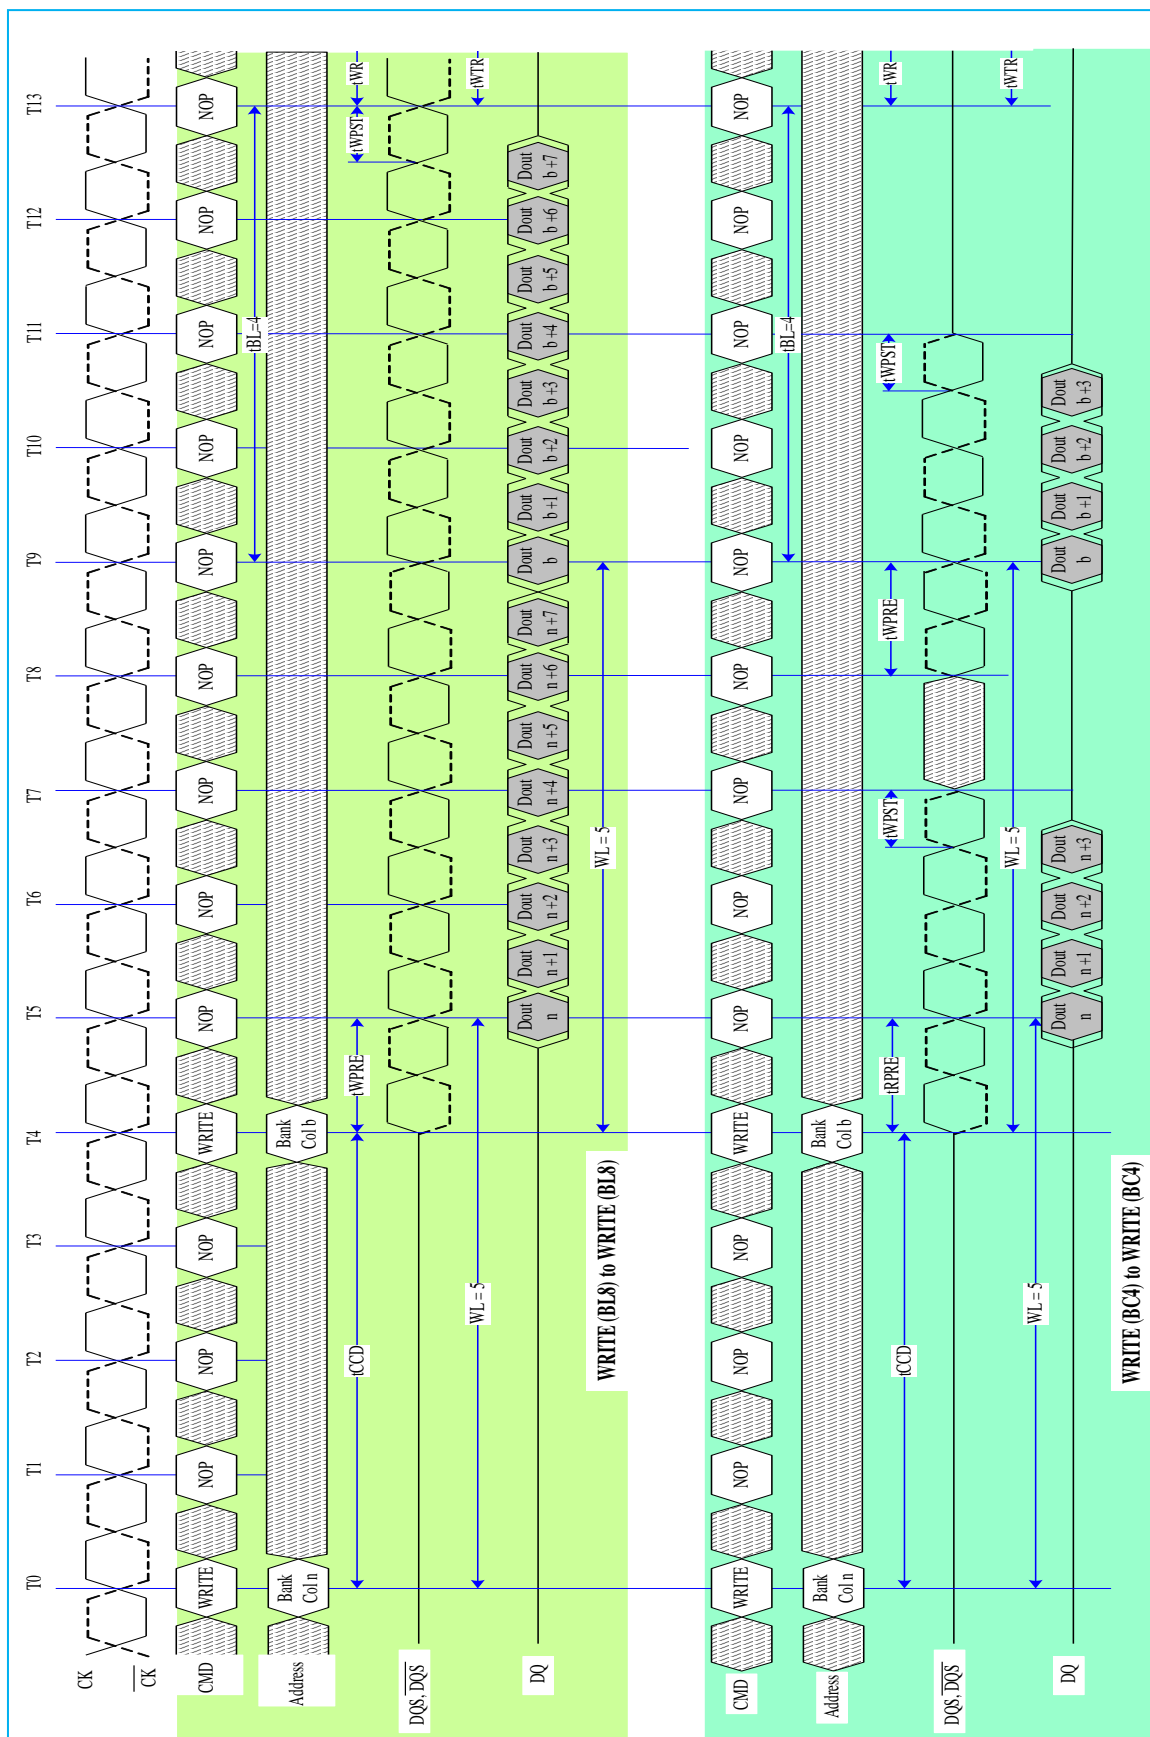 T0 T1 T2 T3 T4 T5 T6 T7 T8 T9 T10 T11 T12 T13
CK
CK
CMD WRITE NOP NOP NOP WRITE NOP NOP NOP NOP NOP NOP NOP NOP NOP
tBL=4
Address
Bank Bank
Col n Col b
tCCD tWPRE tWPST tWR
DQS, DQS
WL = 5 tWTR
DQ
Dout Dout Dout Dout Dout Dout Dout Dout Dout Dout Dout Dout Dout Dout Dout Dout
n n+1 n+2 n+3 n+4 n+5 n+6 n+7 b b+1 b+2 b+3 b+4 b+5 b+6 b+7
WL = 5
WRITE (BL8) to WRITE (BL8)
CMD WRITE NOP NOP NOP WRITE NOP NOP NOP NOP NOP NOP NOP NOP NOP
tBL=4
Address
Bank Bank
Col n Col b
tCCD tRPRE tWPST tWPRE tWPST tWR
DQS, DQS
WL = 5 tWTR
WL = 5
DQ
Dout Dout Dout Dout Dout Dout Dout Dout
n n+1 n+2 n+3 b b+1 b+2 b+3
WRITE (BC4) to WRITE (BC4)